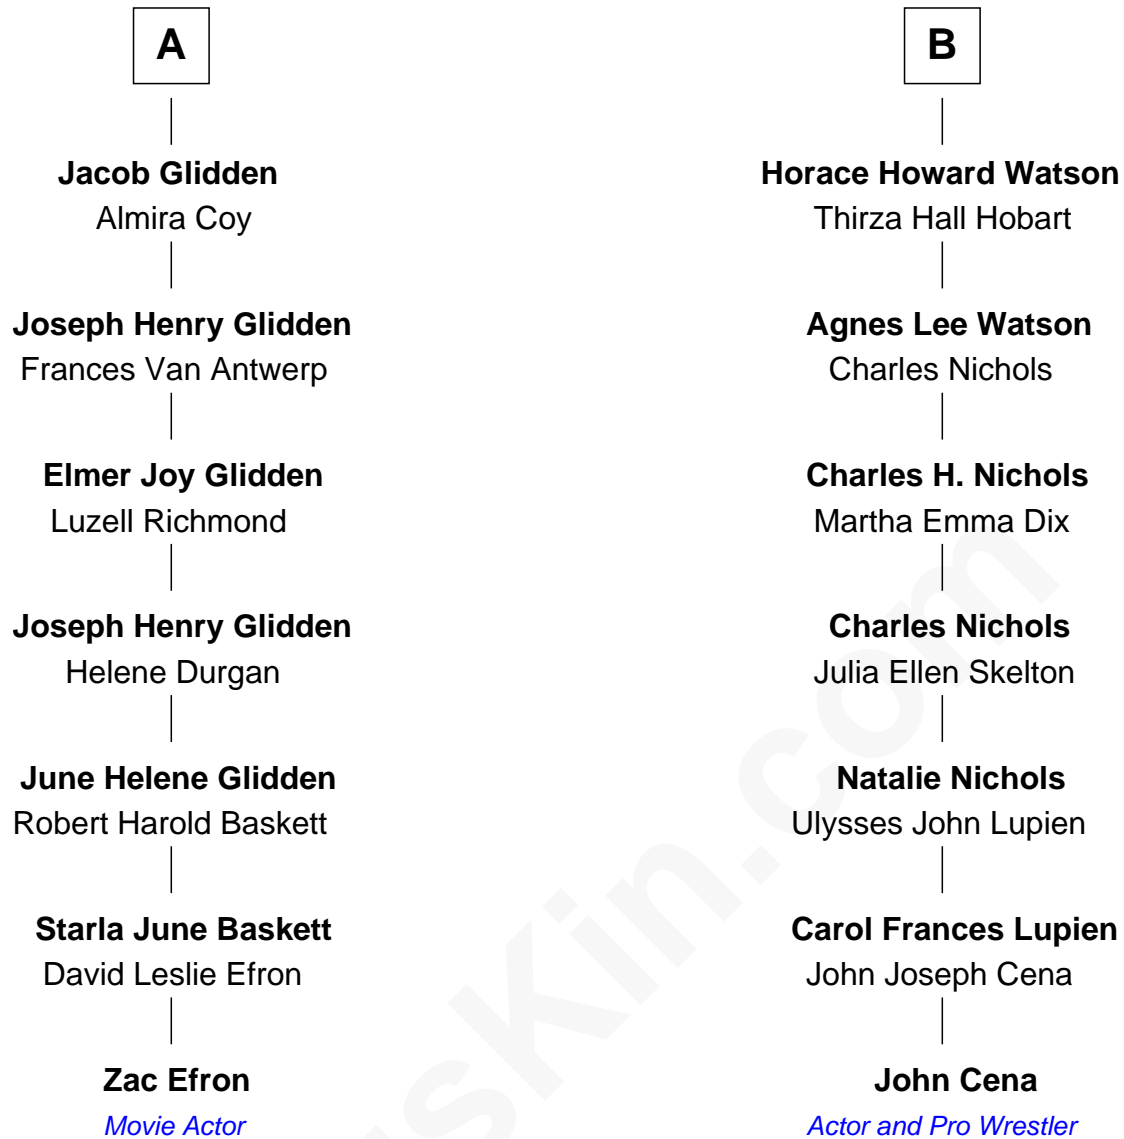 A
Jacob Glidden
Almira Coy
Joseph Henry Glidden
Frances Van Antwerp
Elmer Joy Glidden
Luzell Richmond
Joseph Henry Glidden
Helene Durgan
June Helene Glidden
Robert Harold Baskett
Starla June Baskett
David Leslie Efron
Zac Efron
Movie Actor
B
Horace Howard Watson
Thirza Hall Hobart
Agnes Lee Watson
Charles Nichols
Charles H. Nichols
Martha Emma Dix
Charles Nichols
Julia Ellen Skelton
Natalie Nichols
Ulysses John Lupien
Carol Frances Lupien
John Joseph Cena
John Cena
Actor and Pro Wrestler
sKin.com